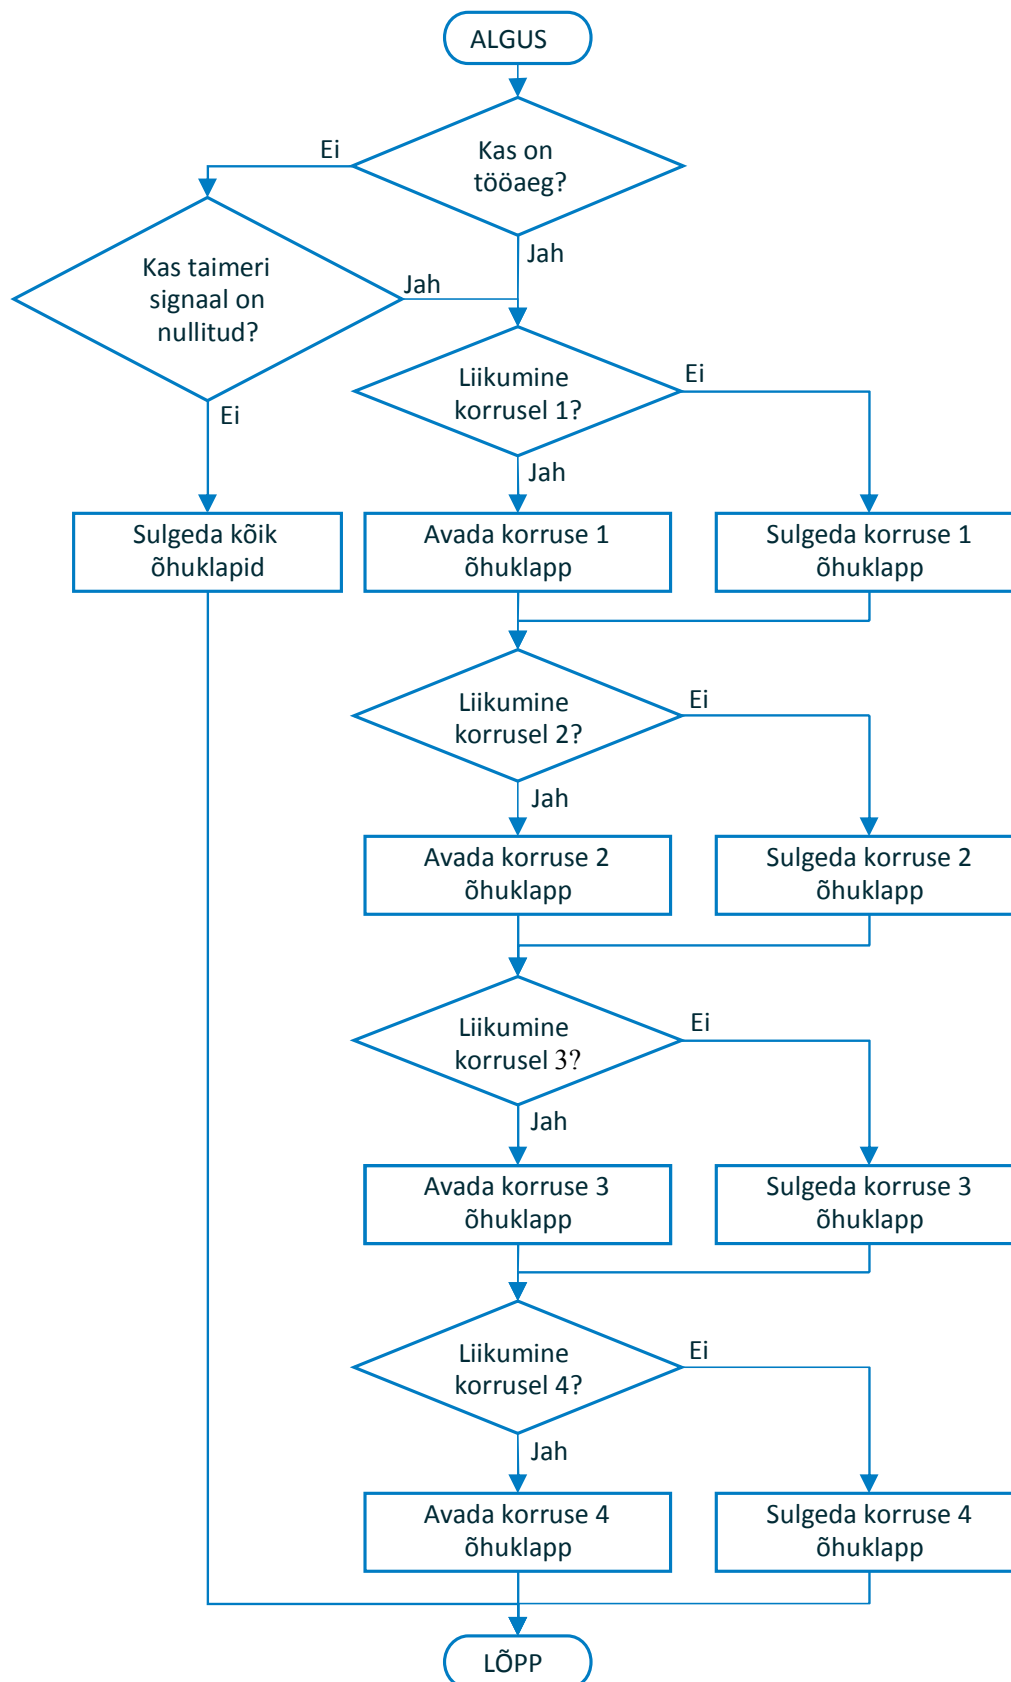 ALGUS
Ei
Kas on
tööaeg?
Jah
Kas taimeri
signaal on
nullitud?
Jah
Ei
Liikumine
korrusel 1?
Ei
Jah
Sulgeda kõik
õhuklapid
Avada korruse 1
õhuklapp
Sulgeda korruse 1
õhuklapp
Liikumine
korrusel 2?
Ei
Jah
Avada korruse 2
õhuklapp
Sulgeda korruse 2
õhuklapp
Liikumine
korrusel 3?
Ei
Jah
Avada korruse 3
õhuklapp
Sulgeda korruse 3
õhuklapp
Liikumine
korrusel 4?
Ei
Jah
Avada korruse 4
õhuklapp
Sulgeda korruse 4
õhuklapp
LÕPP